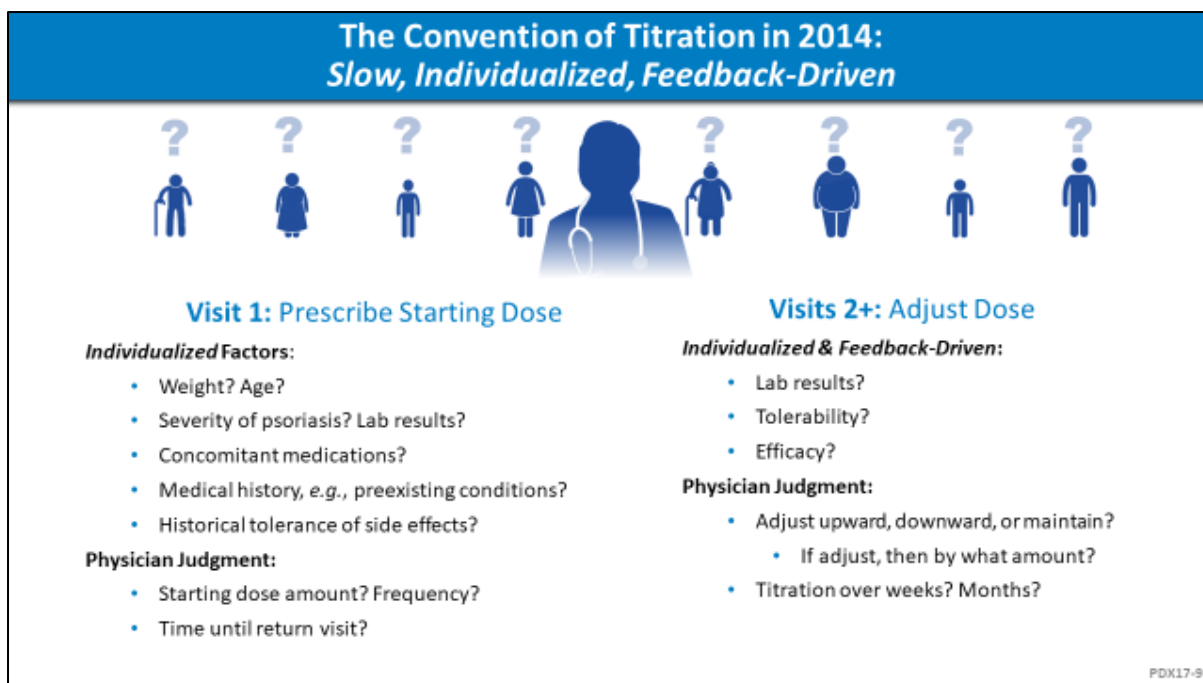 The Convention of Titration in 2014:
Slow, Individualized, Feedback-Driven
? ? ? ? ? ? ? ?
Visit 1: Prescribe Starting Dose
Individualized Factors:
• Weight? Age?
• Severity of psoriasis? Lab results?
• Concomitant medications?
• Medical history, e.g., preexisting conditions?
• Historical tolerance of side effects?
Physician Judgment:
• Starting dose amount? Frequency?
• Time until return visit?
Visits 2+: Adjust Dose
Individualized & Feedback-Driven:
• Lab results?
• Tolerability?
• Efficacy?
Physician Judgment:
• Adjust upward, downward, or maintain?
• If adjust, then by what amount?
• Titration over weeks? Months?
PDX17-9